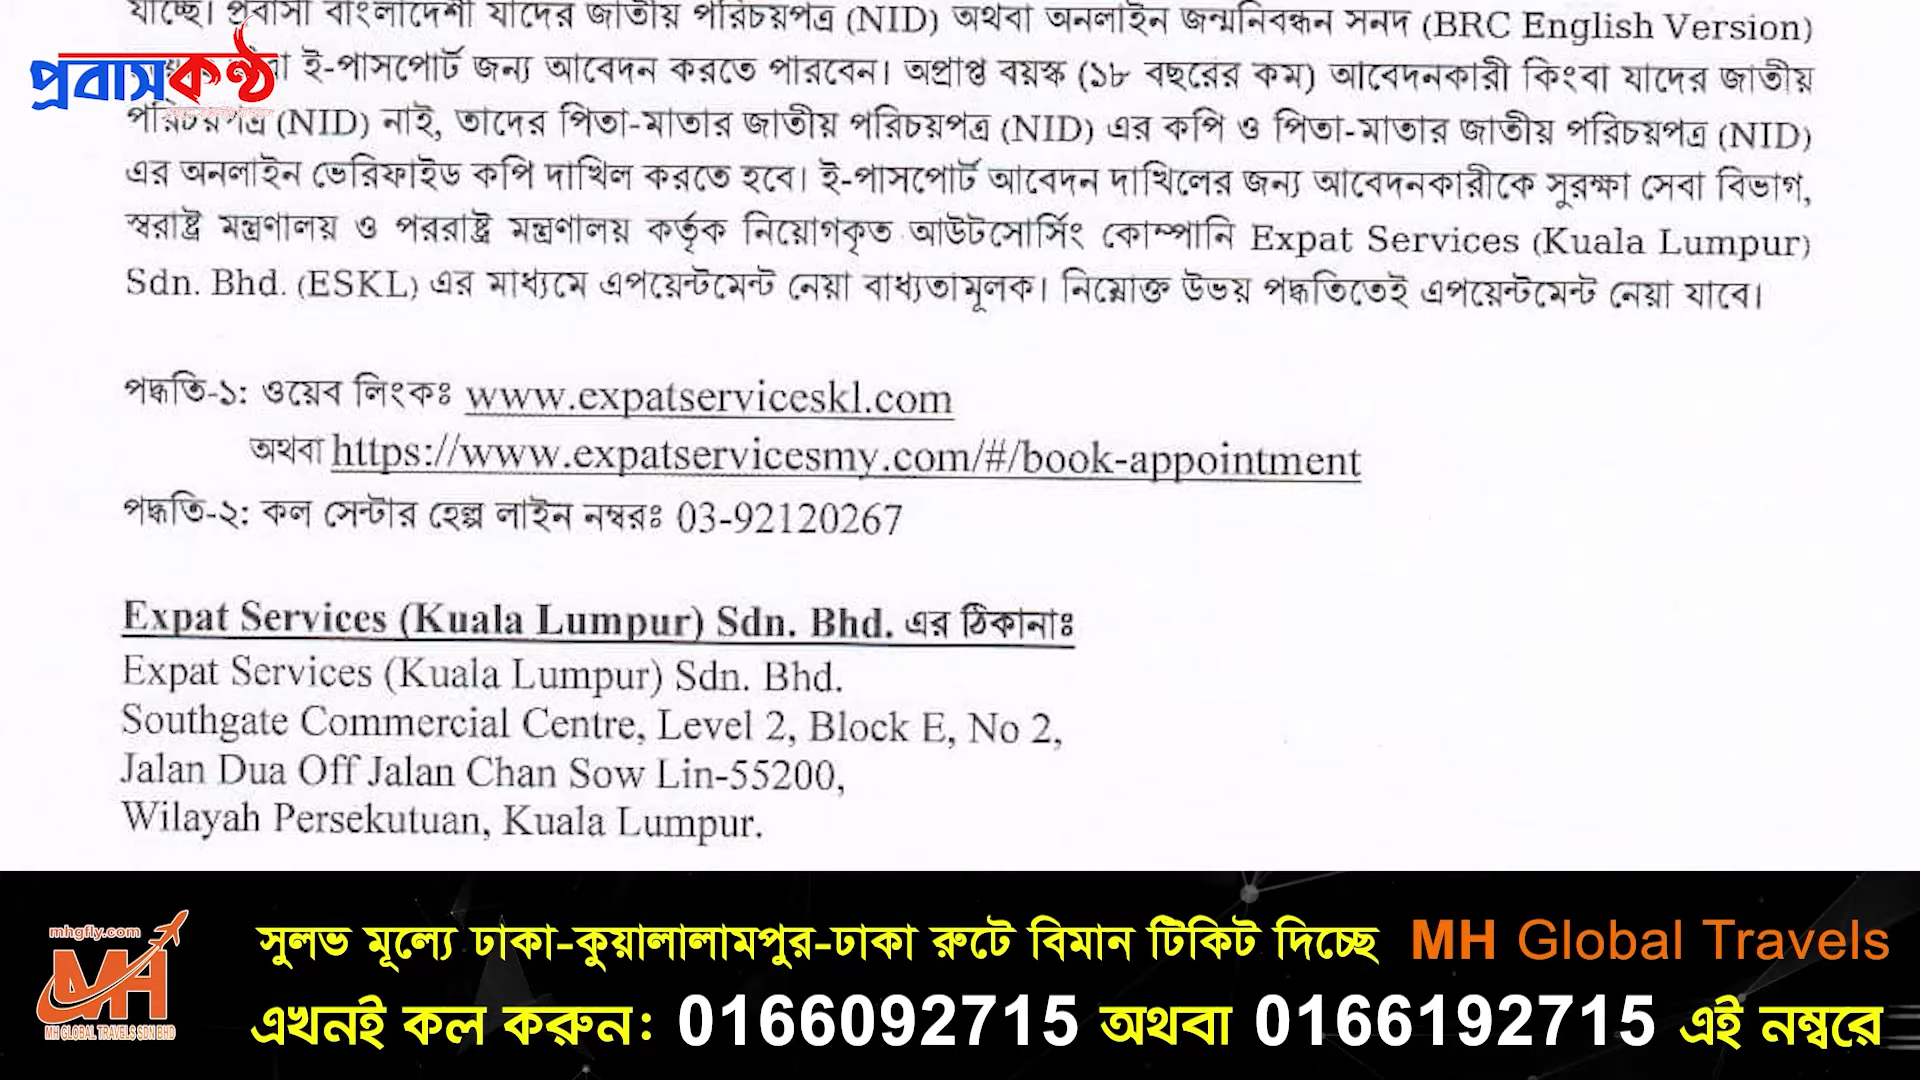 যাচ্ছে। প্রবাসী বাংলাদেশী যাদের জাতীয় পরিচয়পত্র (NID) অথবা অনলাইন জন্মনিবন্ধন সনদ (BRC English Version)
প্রবাসকণ্ঠ
ই-পাসপোর্ট জন্য আবেদন করতে পারবেন। অপ্রাপ্ত বয়স্ক (১৮ বছরের কম) আবেদনকারী কিংবা যাদের জাতীয়
পরিচয়পত্র (NID) নাই, তাদের পিতা-মাতার জাতীয় পরিচয়পত্র (NID) এর কপি ও পিতা-মাতার জাতীয় পরিচয়পত্র (NID)
এর অনলাইন ভেরিফাইড কপি দাখিল করতে হবে। ই-পাসপোর্ট আবেদন দাখিলের জন্য আবেদনকারীকে সুরক্ষা সেবা বিভাগ,
স্বরাষ্ট্র মন্ত্রণালয় ও পররাষ্ট্র মন্ত্রণালয় কর্তৃক নিয়োগকৃত আউটসোর্সিং কোম্পানি Expat Services (Kuala Lumpur)
Sdn. Bhd. (ESKL) এর মাধ্যমে এপয়েন্টমেন্ট নেয়া বাধ্যতামূলক। নিম্নোক্ত উভয় পদ্ধতিতেই এপয়েন্টমেন্ট নেয়া যাবে।
পদ্ধতি-১: ওয়েব লিংকঃ www.expatserviceskl.com
অথবা https://www.expatservicesmy.com/#/book-appointment
পদ্ধতি-২: কল সেন্টার হেল্প লাইন নম্বরঃ 03-92120267
Expat Services (Kuala Lumpur) Sdn. Bhd. এর ঠিকানাঃ
Expat Services (Kuala Lumpur) Sdn. Bhd.
Southgate Commercial Centre, Level 2, Block E, No 2,
Jalan Dua Off Jalan Chan Sow Lin-55200,
Wilayah Persekutuan, Kuala Lumpur.
mhgfly.com
MH
MH GLOBAL TRAVELS SDN BHD
সুলভ মূল্যে ঢাকা-কুয়ালালামপুর-ঢাকা রুটে বিমান টিকিট দিচ্ছে MH Global Travels
এখনই কল করুন: 0166092715 অথবা 0166192715 এই নম্বরে